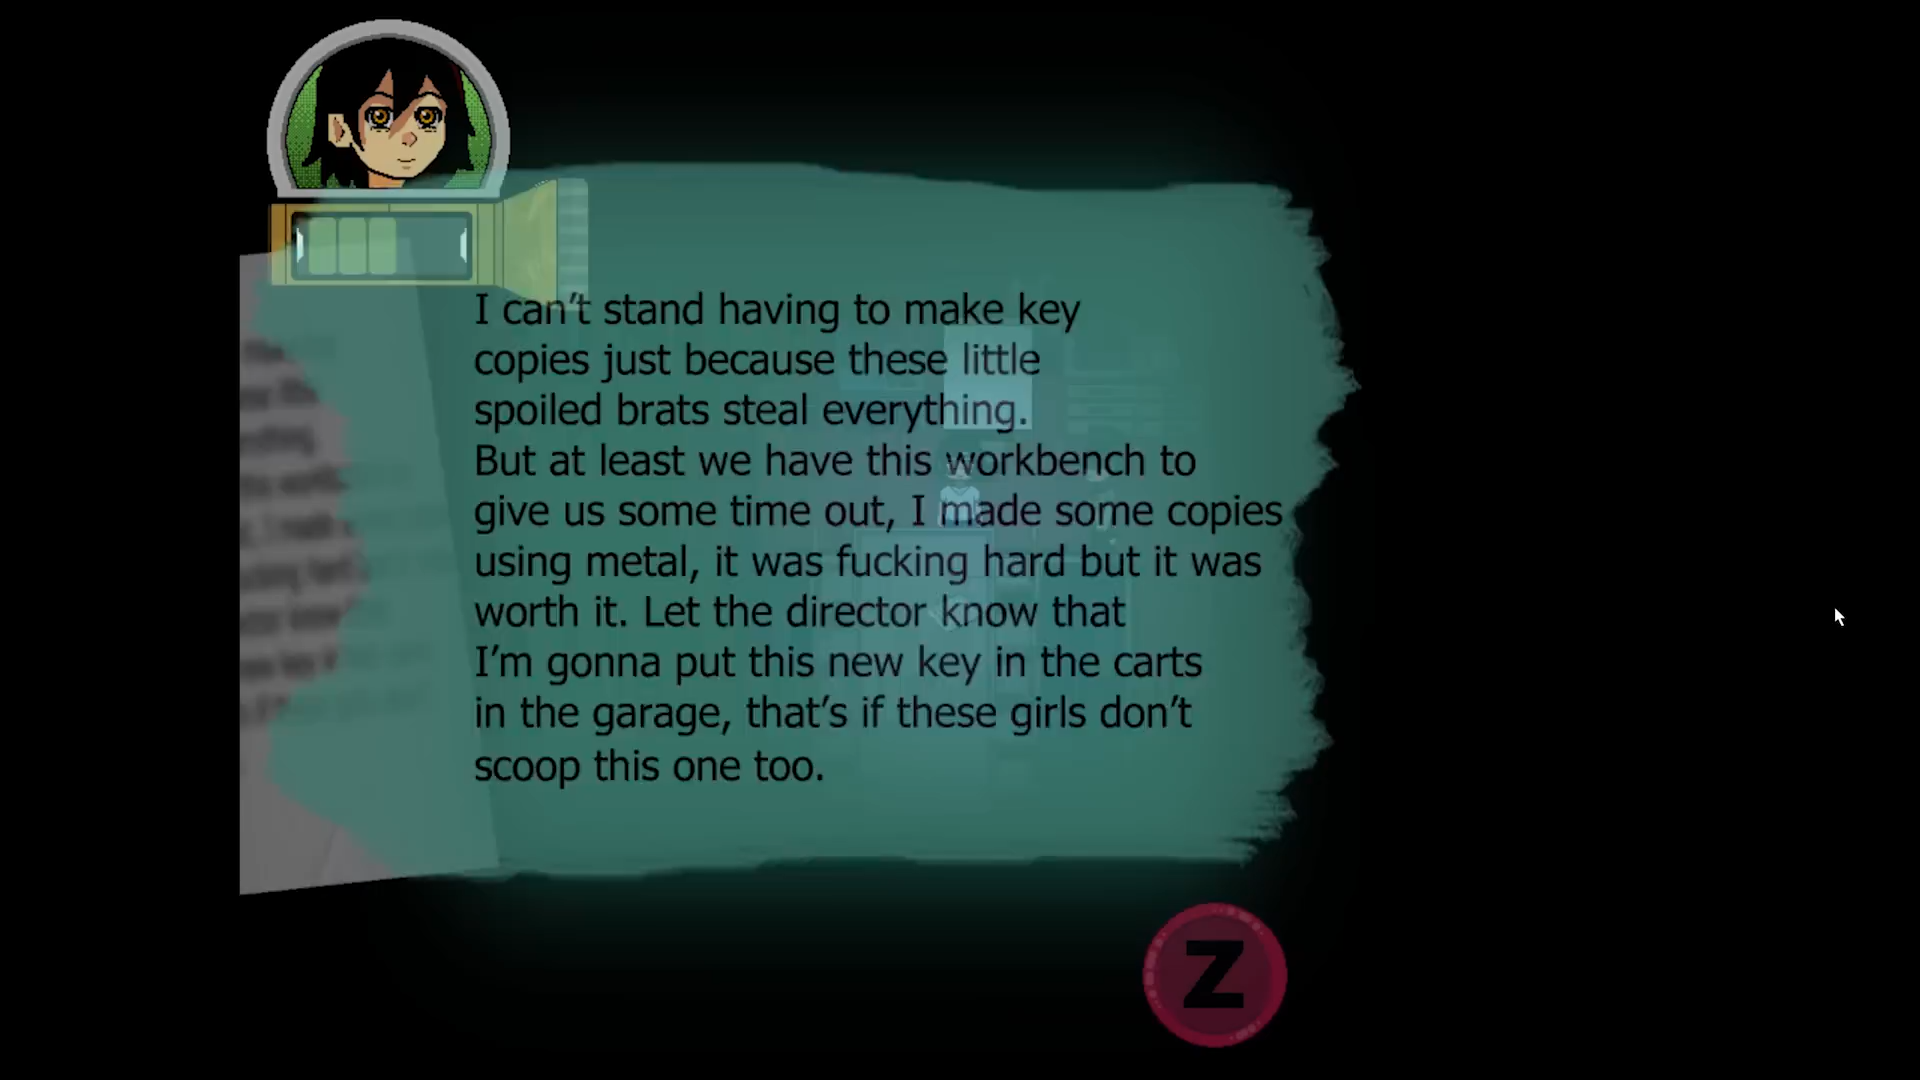 I can't stand having to make key
copies just because these little
spoiled brats steal everything.
But at least we have this workbench to
give us some time out, I made some copies
using metal, it was fucking hard but it was
worth it. Let the director know that
I'm gonna put this new key in the carts
in the garage, that's if these girls don't
scoop this one too.
Z